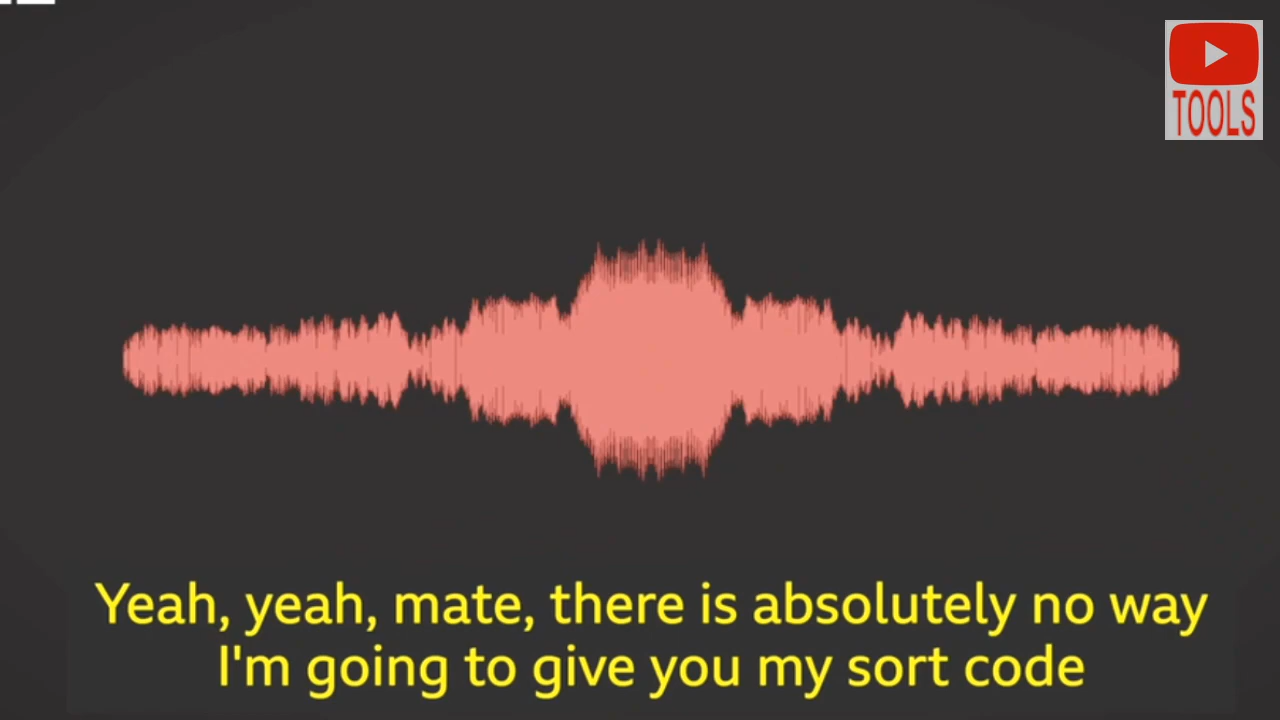 TOOLS
Yeah, yeah, mate, there is absolutely no way
I'm going to give you my sort code